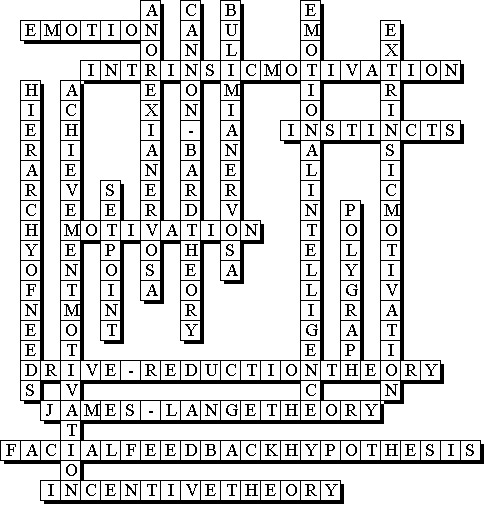 EMOTION
INTRINSICMOTIVATION
INSTINCTS
MOTIVATION
DRIVE-REDUCTIONTHEORY
JAMES-LANGETHEORY
FACIALFEEDBACKHYPOTHESIS
INCENTIVETHEORY
HIERARCHYOFNEEDS
ACHIEVEMENTMOTIVATION
SETPOINT
ANOREXIANERVOSA
CANNON-BARDTHEORY
BULIMIANERVOSA
EMOTIONALINTELLIGENCE
POLYGRAPH
EXTRINSICMOTIVATION